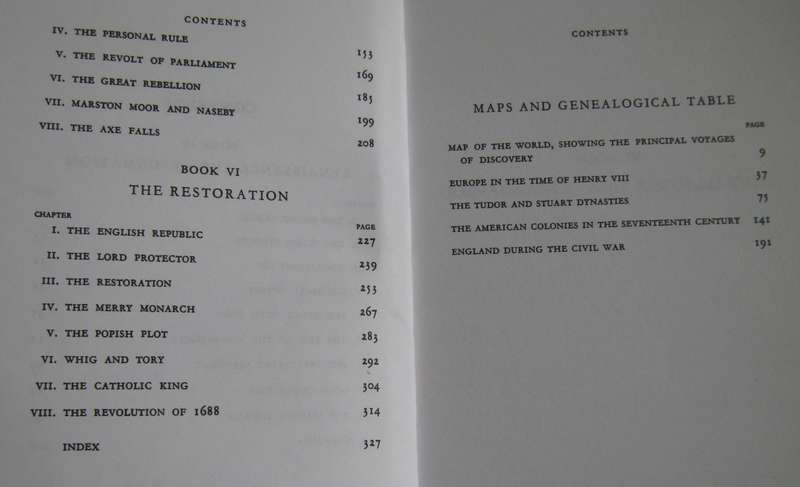 CONTENTS
IV. THE PERSONAL RULE 153
V. THE REVOLT OF PARLIAMENT 169
VI. THE GREAT REBELLION 185
VII. MARSTON MOOR AND NASEBY 199
VIII. THE AXE FALLS 208
BOOK VI
THE RESTORATION
CHAPTER PAGE
I. THE ENGLISH REPUBLIC 227
II. THE LORD PROTECTOR 239
III. THE RESTORATION 253
IV. THE MERRY MONARCH 267
V. THE POPISH PLOT 283
VI. WHIG AND TORY 292
VII. THE CATHOLIC KING 304
VIII. THE REVOLUTION OF 1688 314
INDEX 327
CONTENTS
MAPS AND GENEALOGICAL TABLE
PAGE
MAP OF THE WORLD, SHOWING THE PRINCIPAL VOYAGES
OF DISCOVERY 9
EUROPE IN THE TIME OF HENRY VIII 37
THE TUDOR AND STUART DYNASTIES 75
THE AMERICAN COLONIES IN THE SEVENTEENTH CENTURY 141
ENGLAND DURING THE CIVIL WAR 191